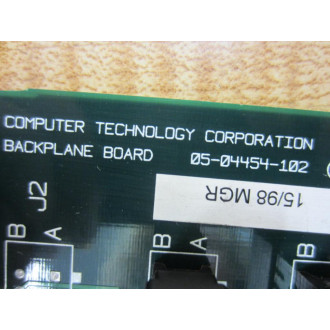 COMPUTER TECHNOLOGY CORPORATION
BACKPLANE BOARD 05-04454-102
15/98 MGR
J2
B A
B A
B